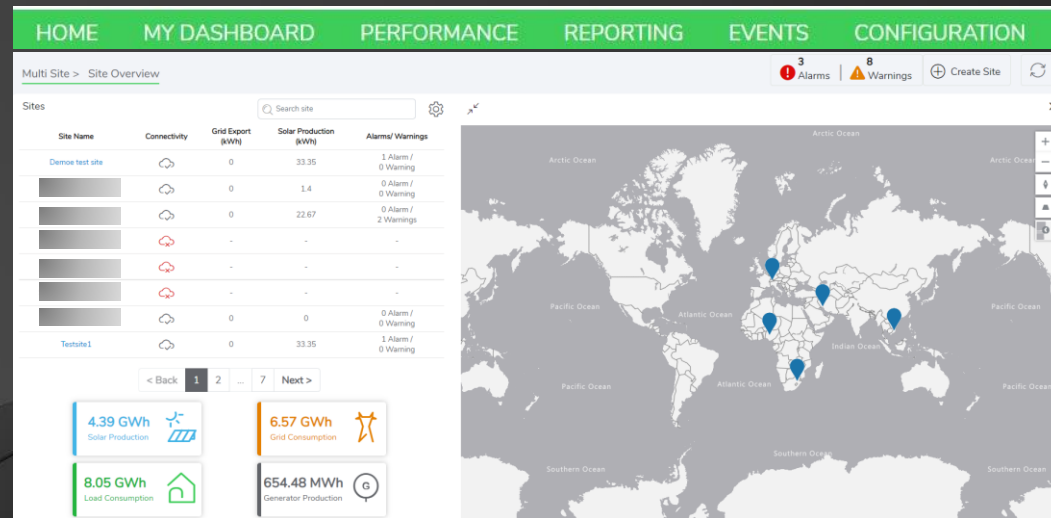 HOME MY DASHBOARD PERFORMANCE REPORTING EVENTS CONFIGURATION
Multi Site > Site Overview
3 Alarms 8 Warnings Create Site
Sites
Search site
Site Name Connectivity Grid Export (kWh) Solar Production (kWh) Alarms/ Warnings
Demoe test site 0 33.35 1 Alarm / 0 Warning
0 1.4 0 Alarm / 0 Warning
0 22.67 0 Alarm / 2 Warnings
- - -
- - -
- - -
0 0 0 Alarm / 0 Warning
Testsite1 0 33.35 1 Alarm / 0 Warning
< Back 1 2 ... 7 Next >
4.39 GWh
Solar Production
6.57 GWh
Grid Consumption
8.05 GWh
Load Consumption
654.48 MWh
Generator Production
G
Arctic Ocean
Arctic Ocean
Arctic Ocean
Pacific Ocean
Atlantic Ocean
Pacific Ocean
Indian Ocean
Pacific Ocean
Atlantic Ocean
Pacific Ocean
Southern Ocean
Southern Ocean
Southern Ocean